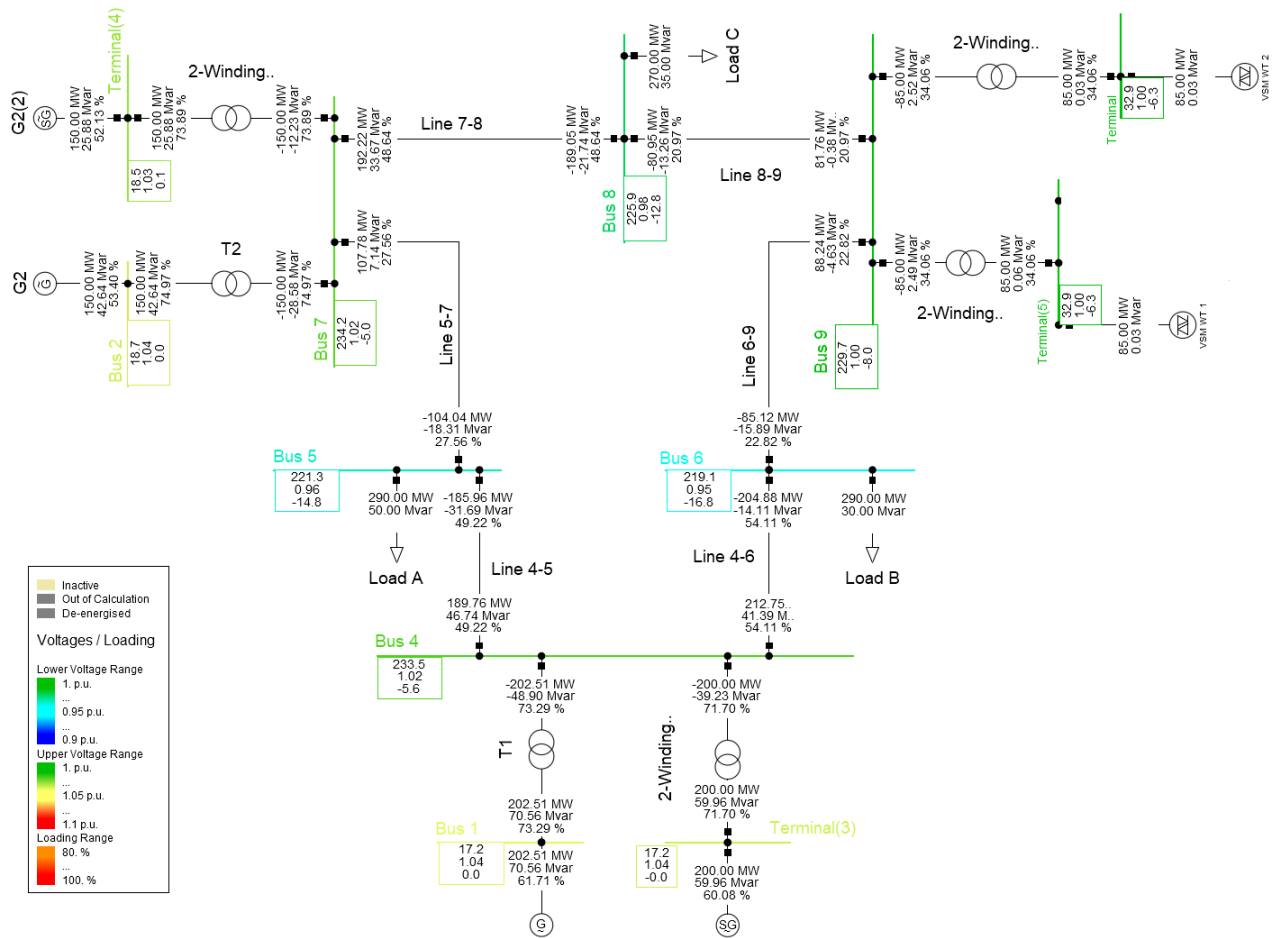 Terminal(4)
2-Winding..
G2(2)
SG
~
150.00 MW
25.88 Mvar
52.13 %
150.00 MW
25.88 Mvar
73.89 %
-150.00 MW
-12.23 Mvar
73.89 %
18.5
1.03
0.1
192.22 MW
33.67 Mvar
48.64 %
Line 7-8
-189.05 MW
-21.74 Mvar
48.64 %
270.00 MW
35.00 Mvar
Load C
-80.95 MW
-13.26 Mvar
20.97 %
Line 8-9
81.76 MW
-0.38 Mv..
20.97 %
Bus 8
225.9
0.98
-12.8
-85.00 MW
2.52 Mvar
34.06 %
2-Winding..
85.00 MW
0.03 Mvar
34.06 %
Terminal
32.9
1.00
-6.3
85.00 MW
0.03 Mvar
VSM WT 2
G2
G
~
150.00 MW
42.64 Mvar
53.40 %
150.00 MW
42.64 Mvar
74.97 %
T2
-150.00 MW
-28.58 Mvar
74.97 %
Bus 2
18.7
1.04
0.0
107.78 MW
7.14 Mvar
27.56 %
Bus 7
234.2
1.02
-5.0
Line 5-7
88.24 MW
-4.63 Mvar
22.82 %
-85.00 MW
2.49 Mvar
34.06 %
2-Winding..
85.00 MW
0.06 Mvar
34.06 %
Terminal(5)
32.9
1.00
-6.3
85.00 MW
0.03 Mvar
VSM WT 1
Line 6-9
Bus 9
229.7
1.00
-8.0
-104.04 MW
-18.31 Mvar
27.56 %
-85.12 MW
-15.89 Mvar
22.82 %
Bus 5
221.3
0.96
-14.8
290.00 MW
50.00 Mvar
Load A
-185.96 MW
-31.69 Mvar
49.22 %
Line 4-5
189.76 MW
46.74 Mvar
49.22 %
Bus 6
219.1
0.95
-16.8
-204.88 MW
-14.11 Mvar
54.11 %
290.00 MW
30.00 Mvar
Load B
Line 4-6
212.75..
41.39 M..
54.11 %
Bus 4
233.5
1.02
-5.6
-202.51 MW
-48.90 Mvar
73.29 %
-200.00 MW
-39.23 Mvar
71.70 %
T1
2-Winding..
202.51 MW
70.56 Mvar
73.29 %
200.00 MW
59.96 Mvar
71.70 %
Bus 1
17.2
1.04
0.0
202.51 MW
70.56 Mvar
61.71 %
G
~
Terminal(3)
17.2
1.04
-0.0
200.00 MW
59.96 Mvar
60.08 %
SG
~
Inactive
Out of Calculation
De-energised
Voltages / Loading
Lower Voltage Range
1. p.u.
...
0.95 p.u.
...
0.9 p.u.
Upper Voltage Range
1. p.u.
...
1.05 p.u.
...
1.1 p.u.
Loading Range
80. %
...
100. %